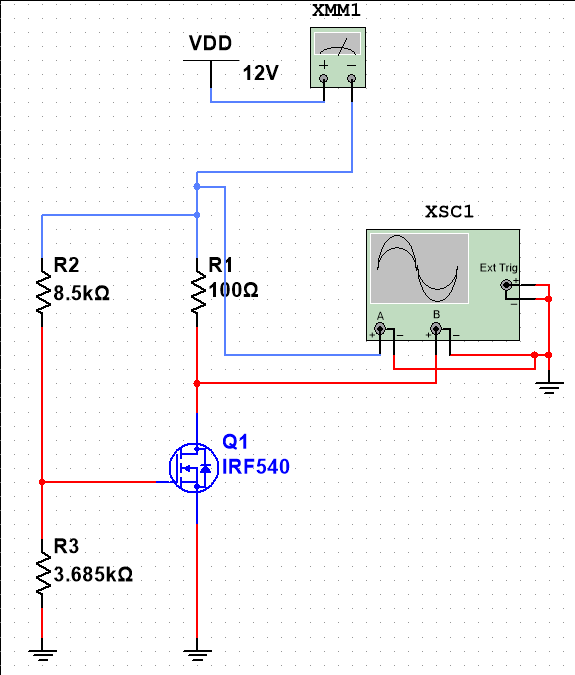 XMM1
VDD
12V
+ −
XSC1
R2
8.5kΩ
R1
100Ω
Ext Trig
+
−
A
B
+ − + −
Q1
IRF540
R3
3.685kΩ